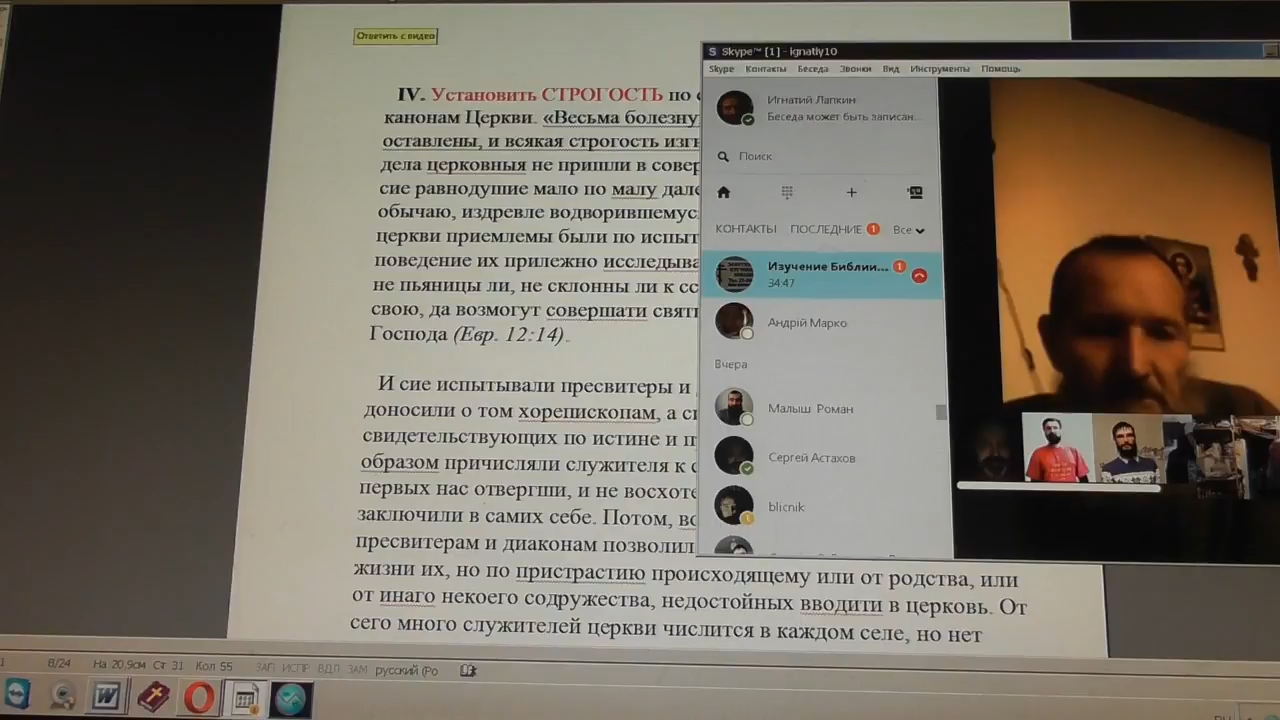 Ответить с видео
IV. Установить СТРОГОСТЬ по
канонам Церкви. «Весьма болезну
оставлены, и всякая строгость изгн
дела церковныя не пришли в совер
сие равнодушие мало по малу дале
обычаю, издревле водворившемус
церкви приемлемы были по испыт
поведение их прилежно исследыва
не пьяницы ли, не склонны ли к сс
свою, да возмогут совершати свят
Господа (Евр. 12:14).
И сие испытывали пресвитеры и
доносили о том хорепископам, а
свидетельствующих по истине и
образом причисляли служителя к
первых нас отвергши, и не восхоте
заключили в самих себе. Потом,
пресвитерам и диаконам позволил
жизни их, но по пристрастию происходящему или от родства, или
от инаго некоего содружества, недостойных вводити в церковь. От
сего много служителей церкви числится в каждом селе, но нет
Skype™ [1] - ignatiy10
Skype Контакты Беседа Звонки Вид Инструменты Помощь
Игнатий Лапкин
Беседа может быть записан...
Поиск
КОНТАКТЫ ПОСЛЕДНИЕ 1 Все
Изучение Библии... 1
34:47
Андрій Марко
Вчера
Малыш Роман
Сергей Астахов
blicnik
8/24 На 20,9см Ст 31 Кол 55 ЗАП ИСПР ВДЛ ЗАМ русский (Ро